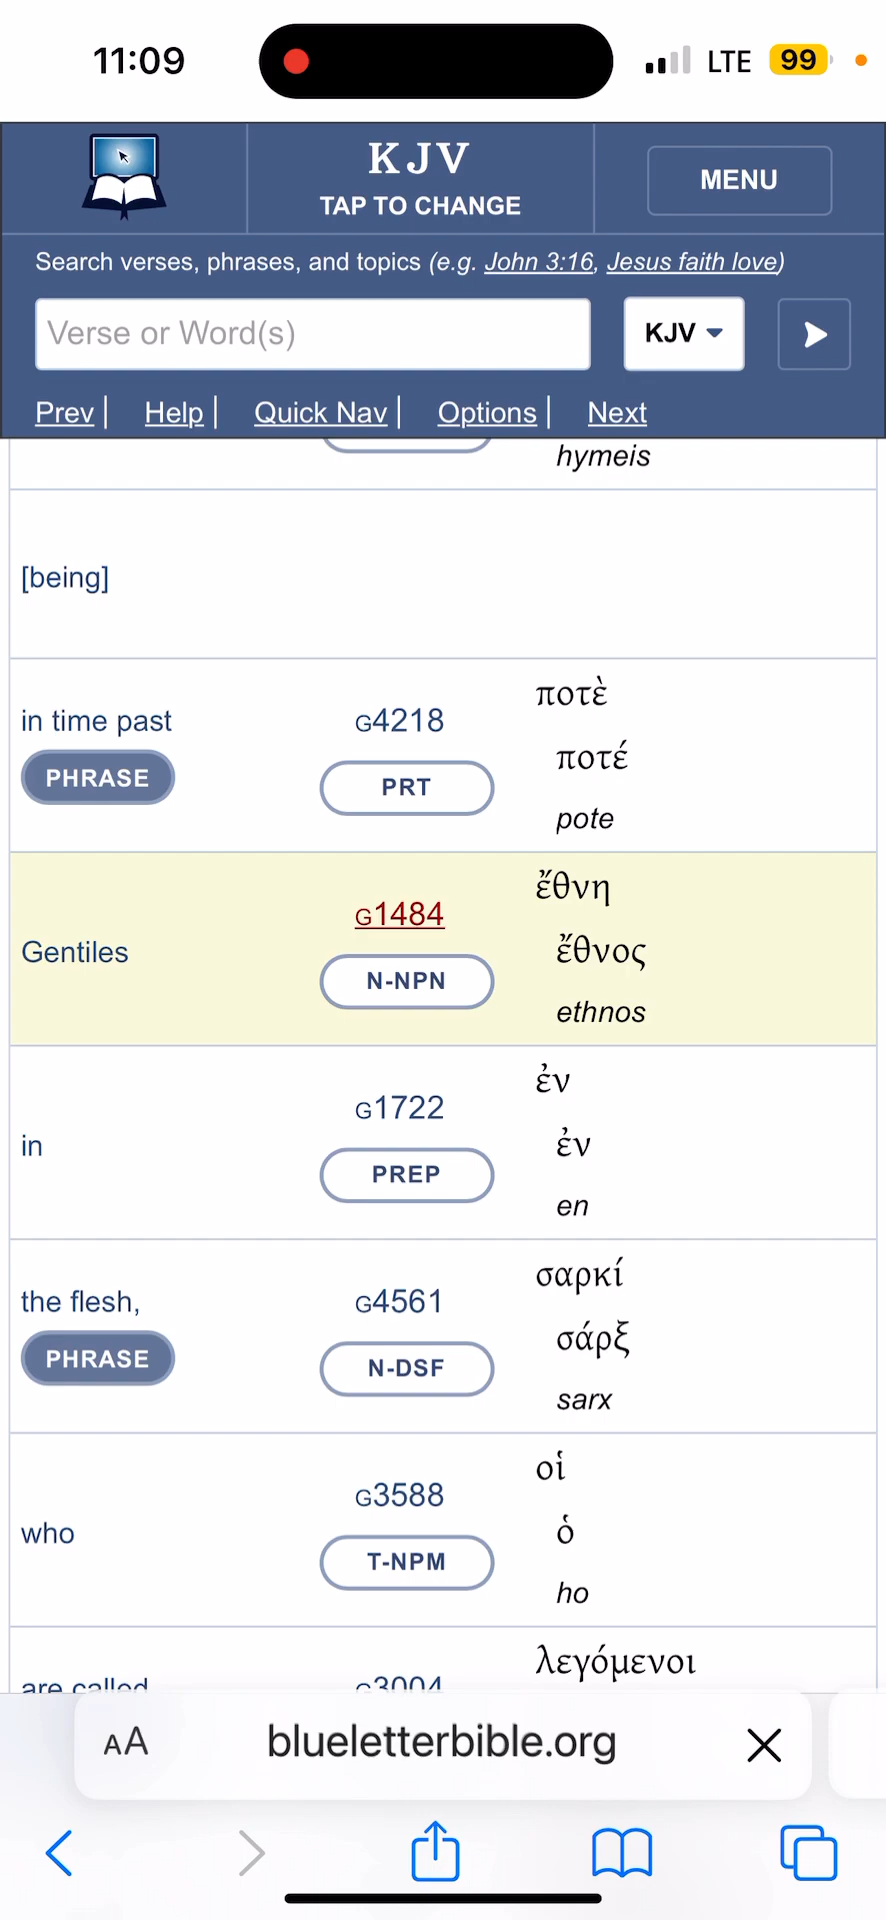 11:09
LTE 99
KJV
TAP TO CHANGE
MENU
Search verses, phrases, and topics (e.g. John 3:16, Jesus faith love)
Verse or Word(s)
KJV
Prev | Help | Quick Nav | Options | Next
hymeis
[being]
in time past
PHRASE
G4218
PRT
ποτὲ
ποτέ
pote
Gentiles
G1484
N-NPN
ἔθνη
ἔθνος
ethnos
in
G1722
PREP
ἐν
ἐν
en
the flesh,
PHRASE
G4561
N-DSF
σαρκί
σάρξ
sarx
who
G3588
T-NPM
οἱ
ὁ
ho
are called
G3004
λεγόμενοι
AA
blueletterbible.org